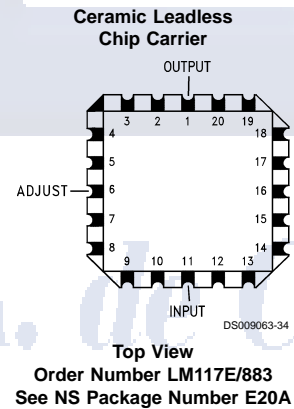 Ceramic Leadless
Chip Carrier
OUTPUT
3 2 1 20 19
4 18
5 17
ADJUST 6 16
7 15
8 14
9 10 11 12 13
INPUT
DS009063-34
Top View
Order Number LM117E/883
See NS Package Number E20A